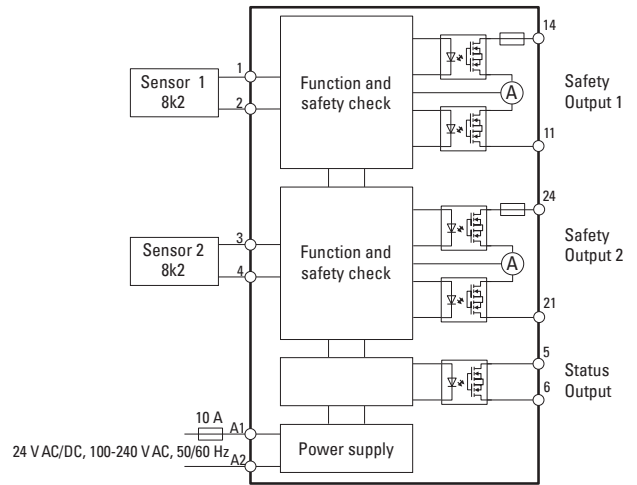 14
1
Sensor 1
8k2
2
Function and
safety check
A
Safety
Output 1
11
24
3
Sensor 2
8k2
4
Function and
safety check
A
Safety
Output 2
21
5
Status
Output
6
10 A
A1
24 V AC/DC, 100-240 V AC, 50/60 Hz
A2
Power supply